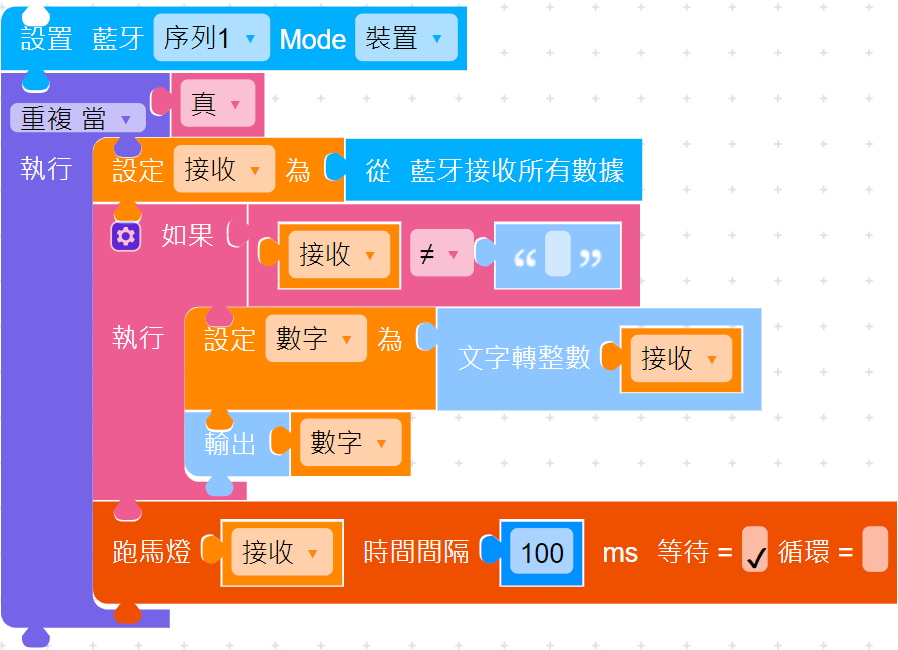 設置 藍牙 序列1 Mode 裝置
重複 當 真
執行 設定 接收 為 從 藍牙接收所有數據
如果 接收 ≠ “ ”
執行 設定 數字 為 文字轉整數 接收
輸出 數字
跑馬燈 接收 時間間隔 100 ms 等待 = ✓ 循環 =